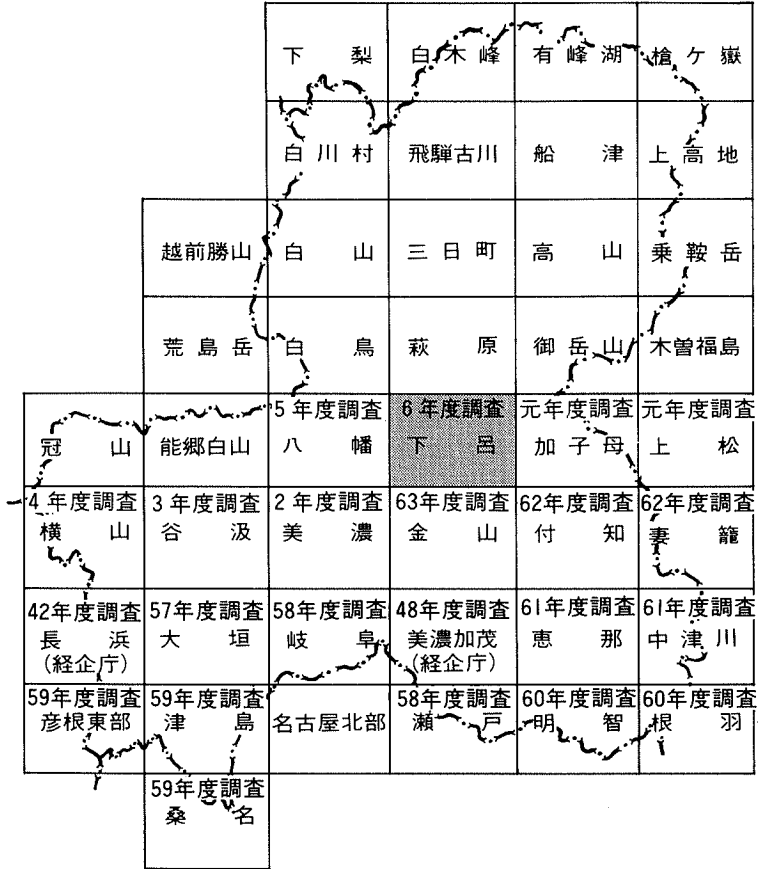 下梨 白木峰 有峰湖 槍ケ嶽
白川村 飛騨古川 船津 上高地
越前勝山 白山 三日町 高山 乗鞍岳
荒島岳 白鳥 萩原 御岳山 木曽福島
5年度調査 6年度調査 元年度調査 元年度調査
冠山 能郷白山 八幡 下呂 加子母 上松
4年度調査 3年度調査 2年度調査 63年度調査 62年度調査 62年度調査
横山 谷汲 美濃 金山 付知 妻籠
42年度調査 57年度調査 58年度調査 48年度調査 61年度調査 61年度調査
長浜 大垣 岐阜 美濃加茂 恵那 中津川
(経企庁) (経企庁)
59年度調査 59年度調査 58年度調査 60年度調査 60年度調査
彦根東部 津島 名古屋北部 瀬戸 明智 根羽
59年度調査
桑名